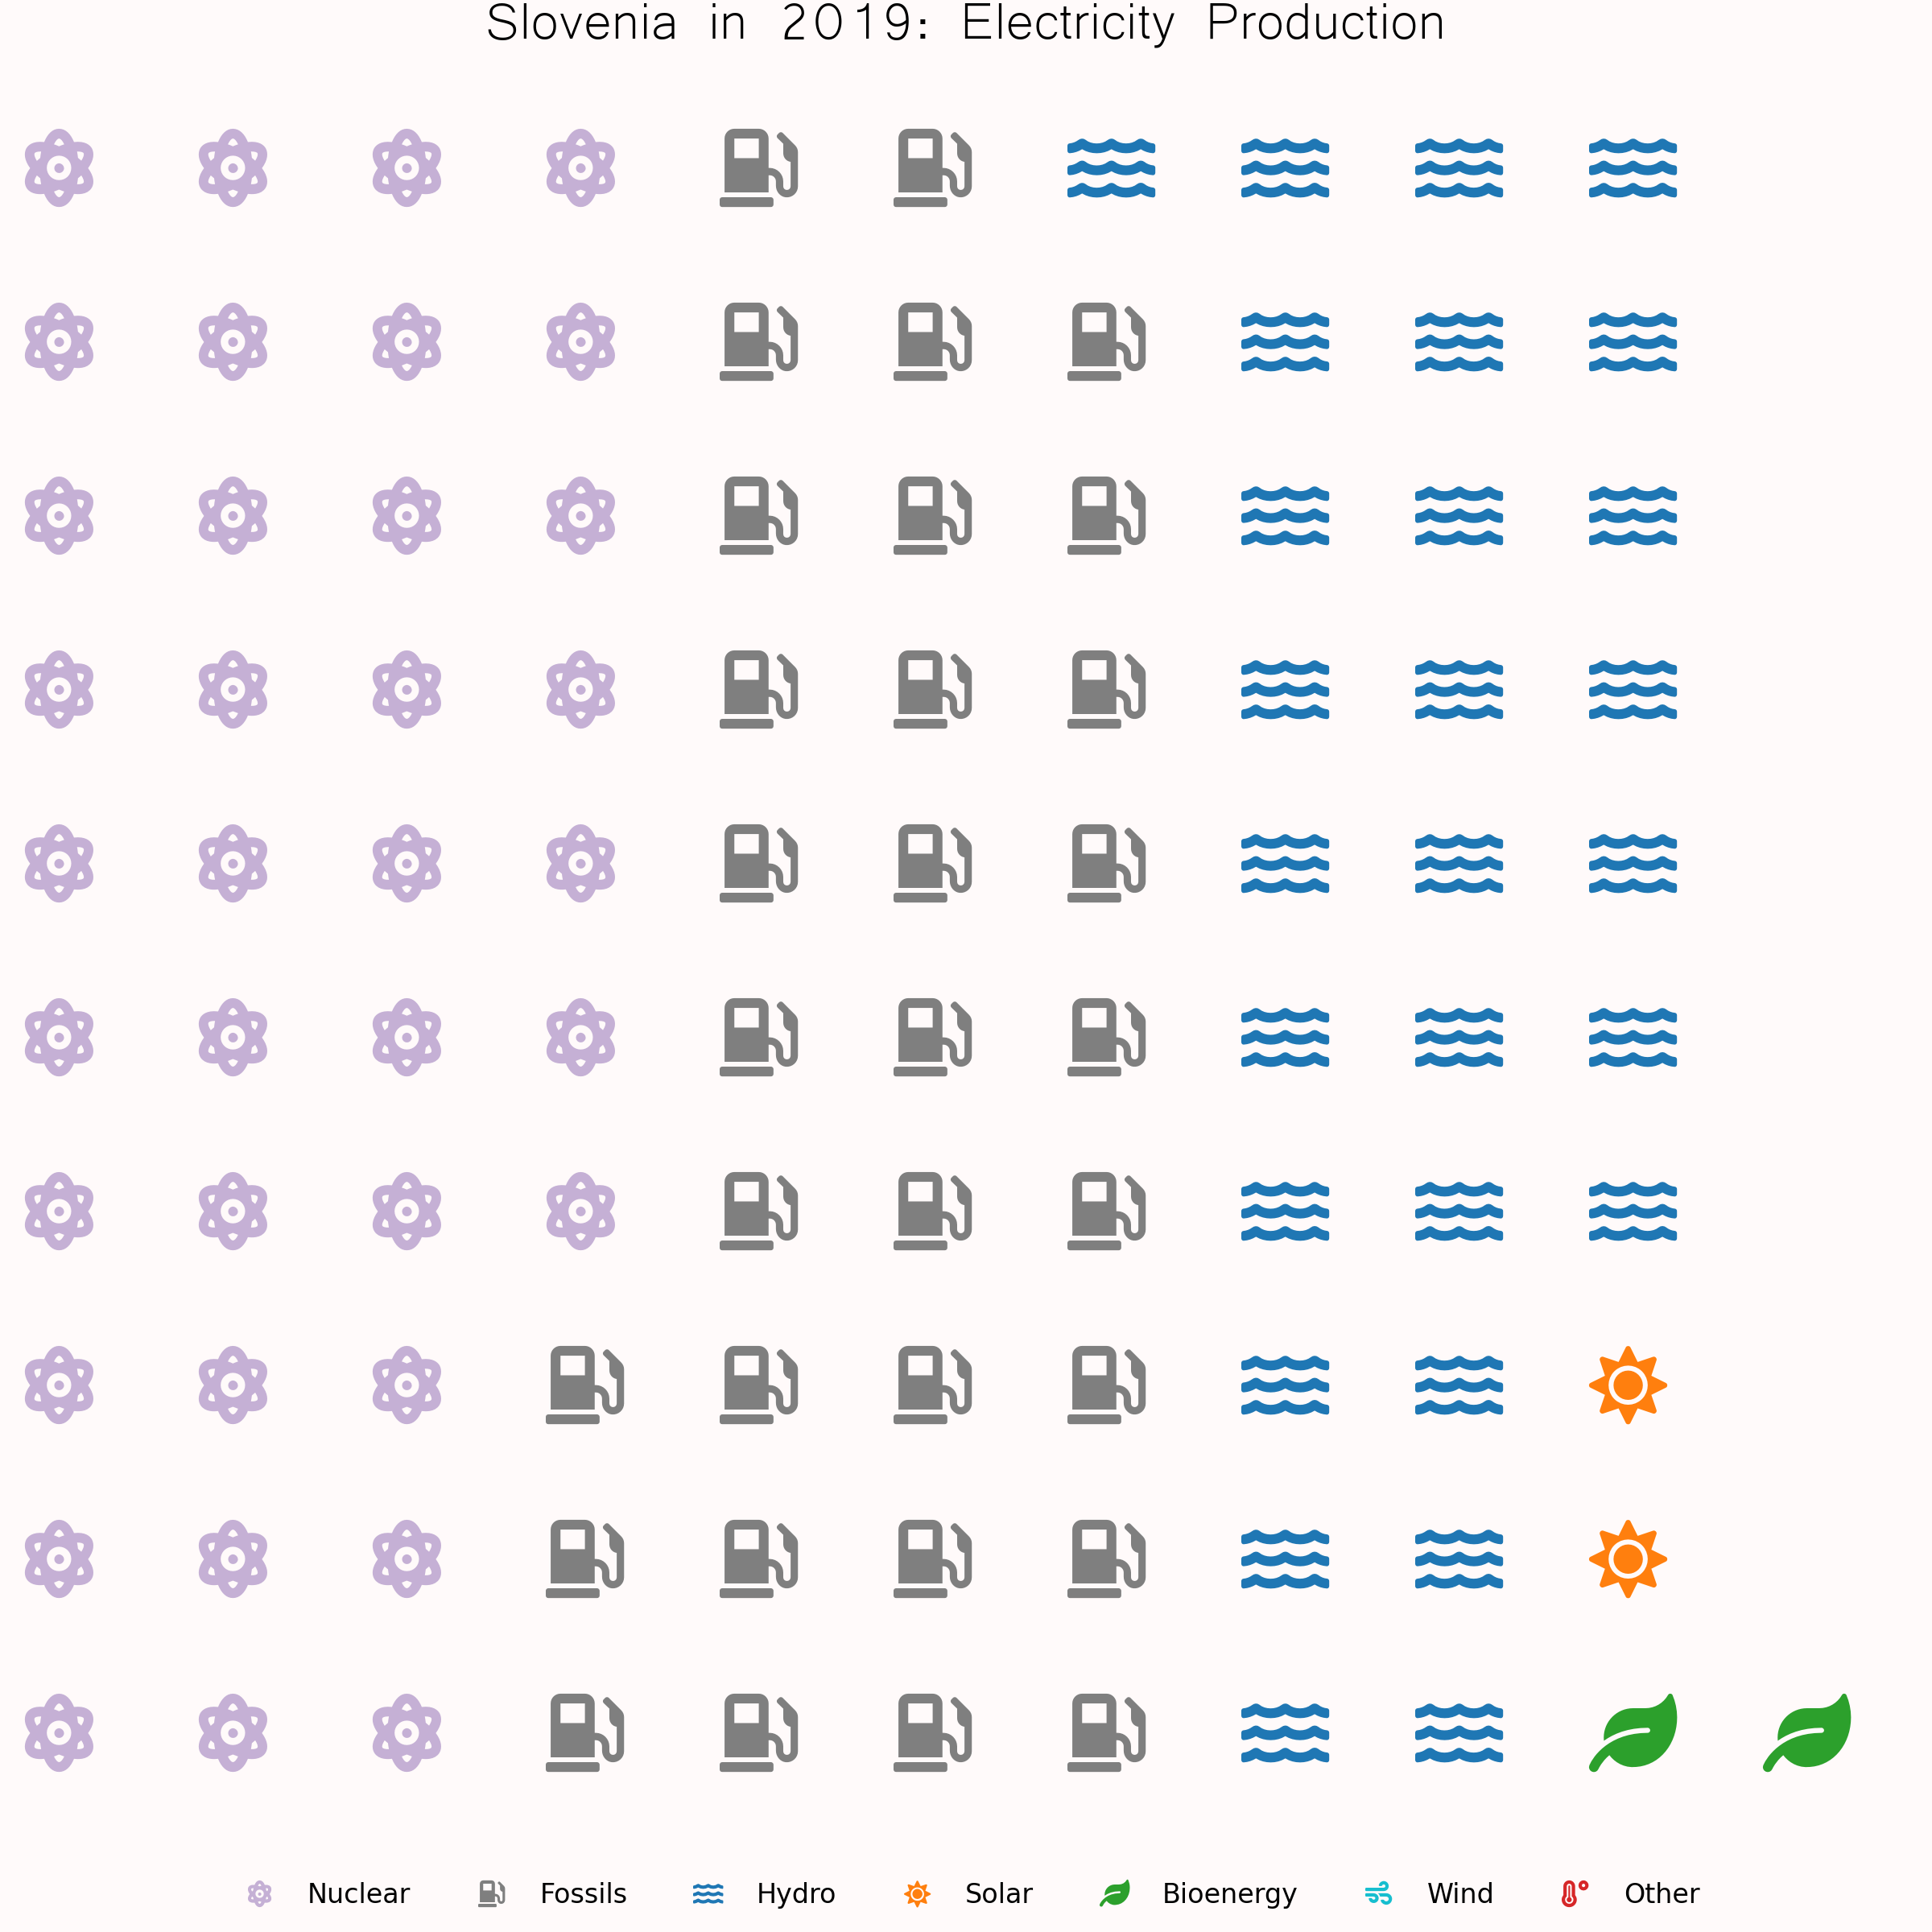 Slovenia in 2019: Electricity Production
Nuclear Fossils Hydro Solar Bioenergy Wind Other